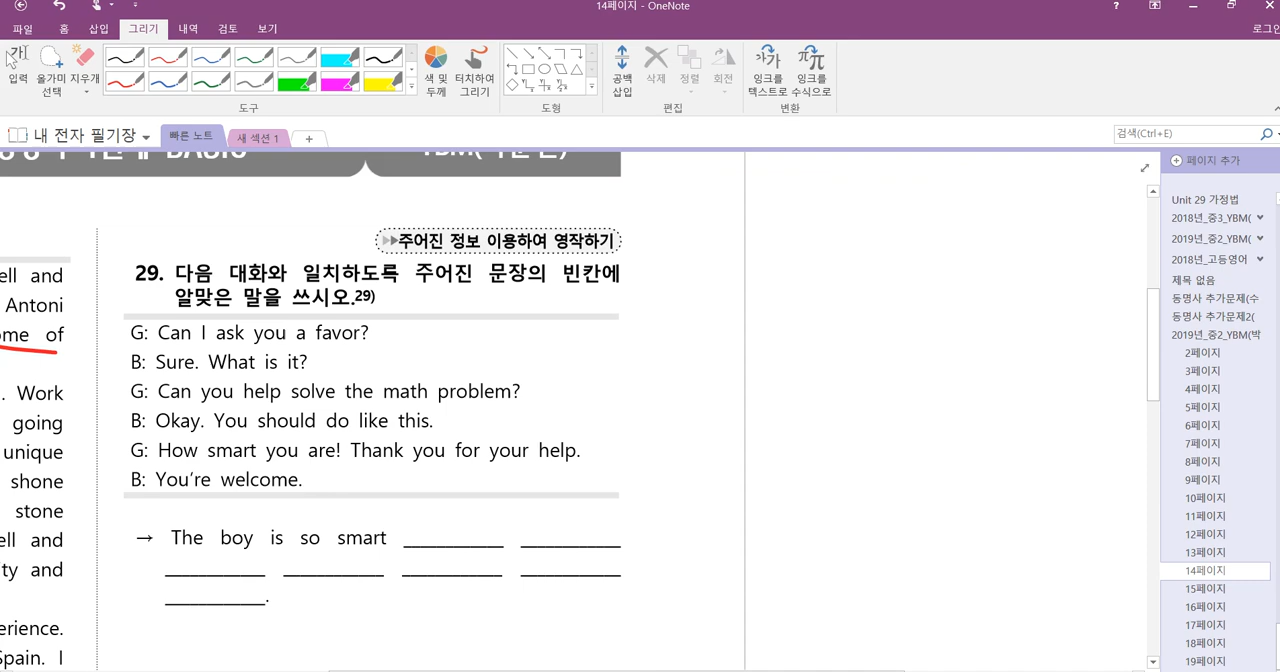 14페이지 - OneNote
파일 홈 삽입 그리기 내역 검토 보기
로그인
입력 올가미 선택 지우개
색 및 두께 터치하여 그리기
공백 삽입 삭제 정렬 회전
잉크를 텍스트로 잉크를 수식으로
도구 도형 편집 변환
내 전자 필기장 빠른 노트 새 섹션 1
검색(Ctrl+E)
페이지 추가
Unit 29 가정법
2018년_중3_YBM(
2019년_중2_YBM(
2018년_고등영어
제목 없음
동명사 추가문제(수
동명사 추가문제2(
2019년_중2_YBM(박
2페이지
3페이지
4페이지
5페이지
6페이지
7페이지
8페이지
9페이지
10페이지
11페이지
12페이지
13페이지
14페이지
15페이지
16페이지
17페이지
18페이지
19페이지
ell and
Antoni
ome of
. Work
going
unique
shone
stone
ell and
ty and
erience.
Spain. I
▶▶주어진 정보 이용하여 영작하기
29. 다음 대화와 일치하도록 주어진 문장의 빈칸에
알맞은 말을 쓰시오.29)
G: Can I ask you a favor?
B: Sure. What is it?
G: Can you help solve the math problem?
B: Okay. You should do like this.
G: How smart you are! Thank you for your help.
B: You're welcome.
→ The boy is so smart __________ __________
__________ __________ __________ __________
__________.